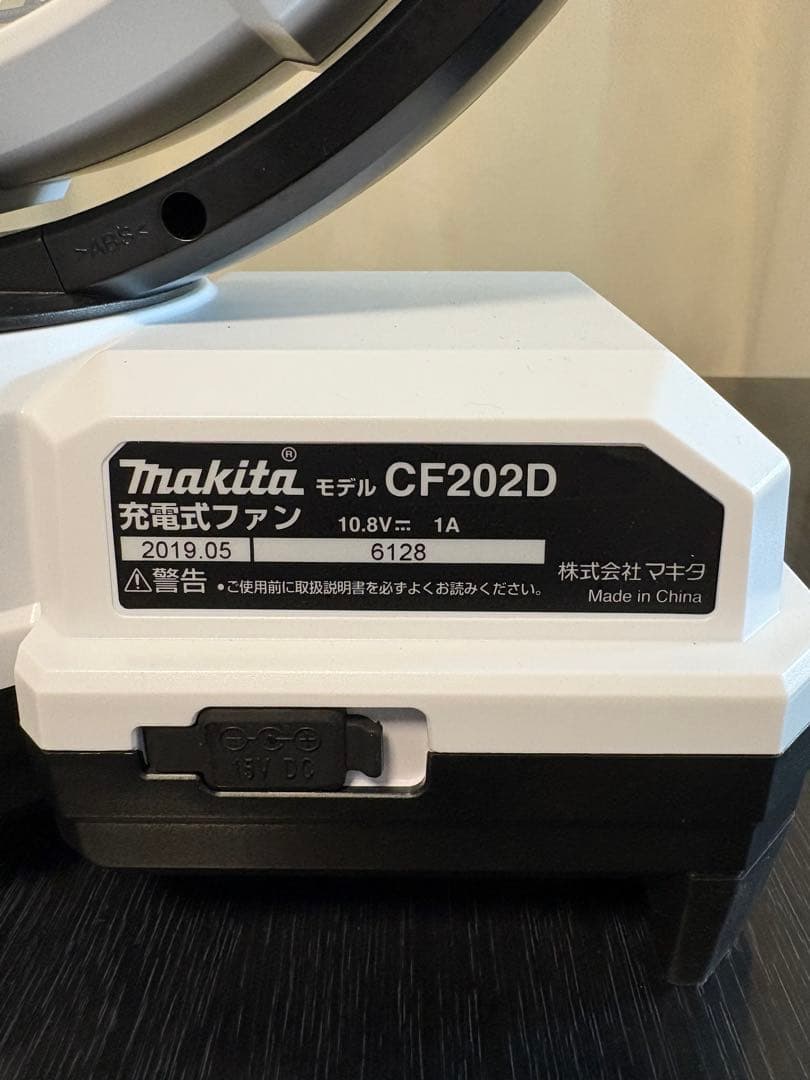 >ABS<
makita® モデル CF202D
充電式ファン 10.8V⎓ 1A
2019.05 6128
⚠警告 •ご使用前に取扱説明書を必ずよくお読みください。
株式会社マキタ
Made in China
15V DC